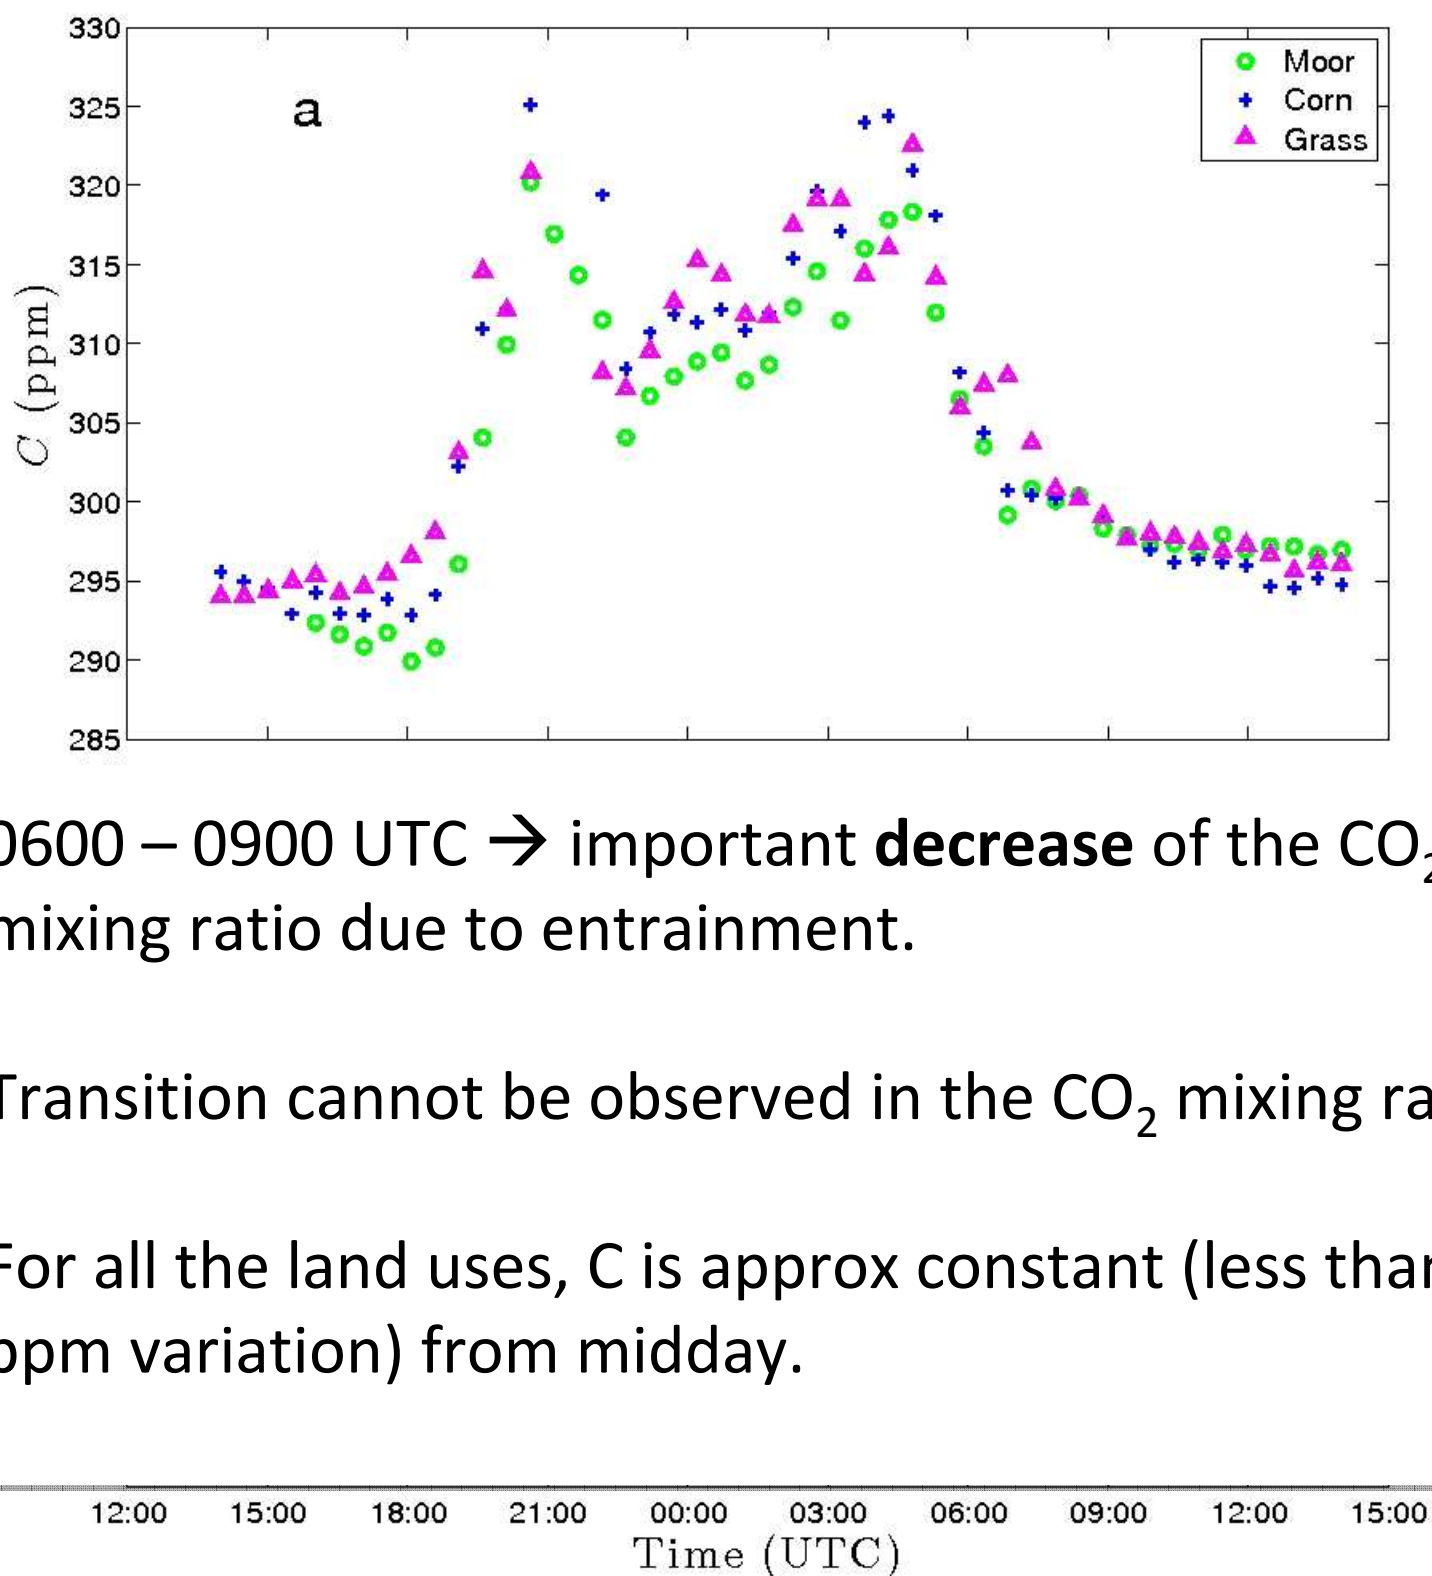 330
325
320
315
310
305
300
295
290
285
C (ppm)
a
Moor
Corn
Grass
0600 – 0900 UTC → important decrease of the CO2
mixing ratio due to entrainment.
Transition cannot be observed in the CO2 mixing ra
For all the land uses, C is approx constant (less than
ppm variation) from midday.
12:00 15:00 18:00 21:00 00:00 03:00 06:00 09:00 12:00 15:00
Time (UTC)